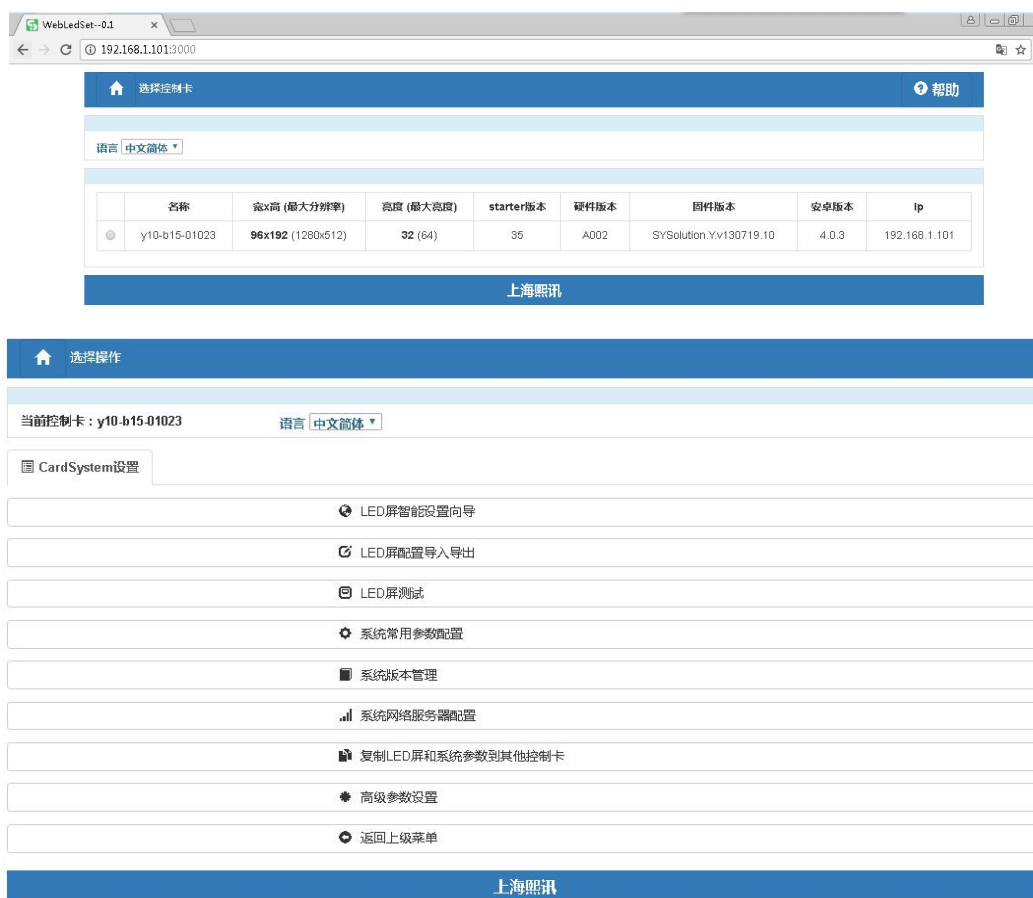 WebLedSet--0.1
192.168.1.101:3000
选择控制卡 帮助
语言 中文简体
名称 宽x高 (最大分辨率) 亮度 (最大亮度) starter版本 硬件版本 固件版本 安卓版本 Ip
y10-b15-01023 96x192 (1280x512) 32 (64) 35 A002 SYSolution.Y.v130719.10 4.0.3 192.168.1.101
上海熙讯
选择操作
当前控制卡：y10-b15-01023 语言 中文简体
CardSystem设置
LED屏智能设置向导
LED屏配置导入导出
LED屏测试
系统常用参数配置
系统版本管理
系统网络服务器配置
复制LED屏和系统参数到其他控制卡
高级参数设置
返回上级菜单
上海熙讯